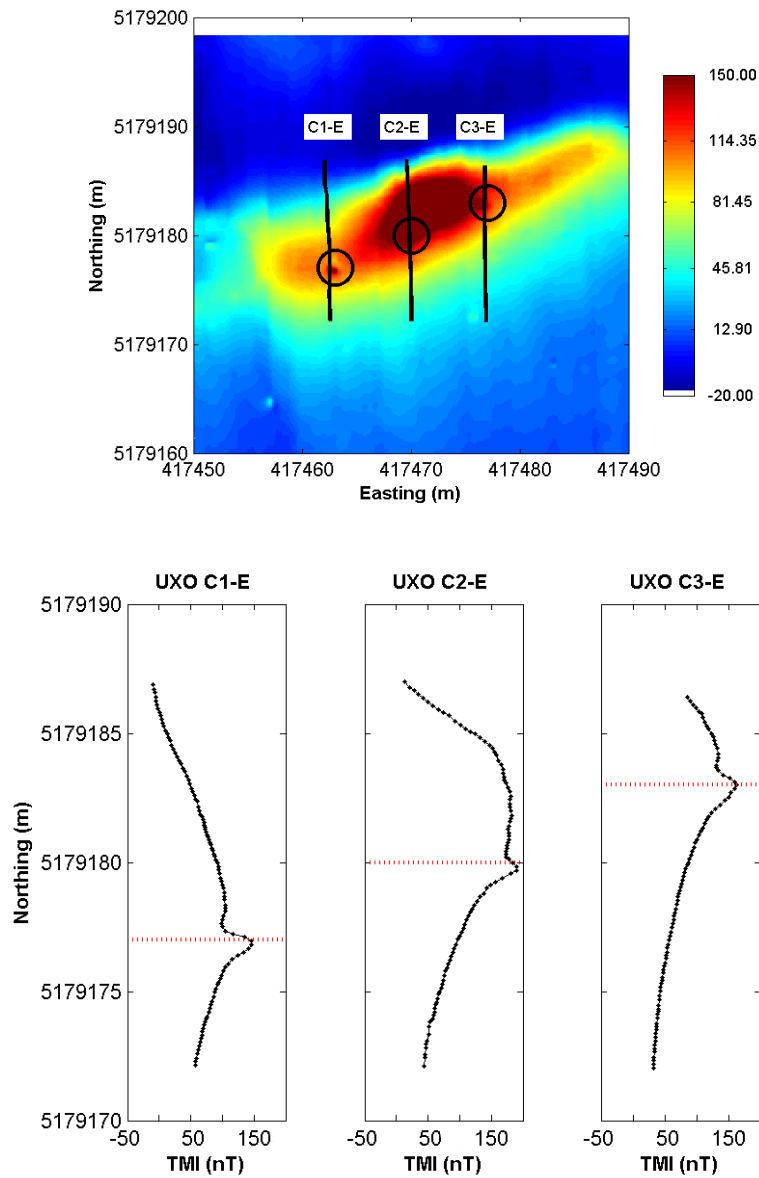 5179200
5179190
5179180
5179170
5179160
Northing (m)
C1-E C2-E C3-E
417450 417460 417470 417480 417490
Easting (m)
150.00
114.35
81.45
45.81
12.90
-20.00
UXO C1-E UXO C2-E UXO C3-E
5179190
5179185
5179180
5179175
5179170
Northing (m)
-50 50 150 -50 50 150 -50 50 150
TMI (nT) TMI (nT) TMI (nT)